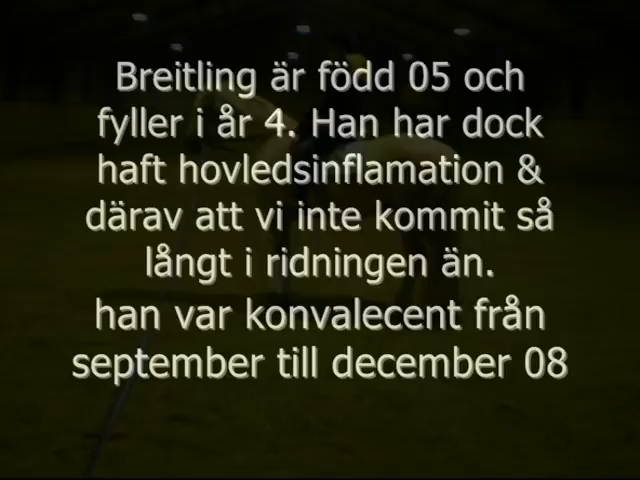 Breitling är född 05 och
fyller i år 4. Han har dock
haft hovledsinflamation &
därav att vi inte kommit så
långt i ridningen än.
han var konvalecent från
september till december 08